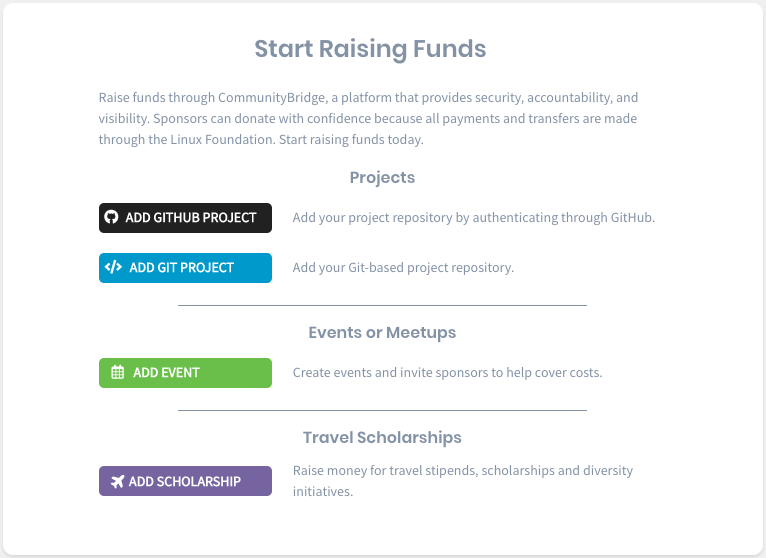 Start Raising Funds
Raise funds through CommunityBridge, a platform that provides security, accountability, and
visibility. Sponsors can donate with confidence because all payments and transfers are made
through the Linux Foundation. Start raising funds today.
Projects
ADD GITHUB PROJECT
Add your project repository by authenticating through GitHub.
ADD GIT PROJECT
Add your Git-based project repository.
Events or Meetups
ADD EVENT
Create events and invite sponsors to help cover costs.
Travel Scholarships
ADD SCHOLARSHIP
Raise money for travel stipends, scholarships and diversity
initiatives.